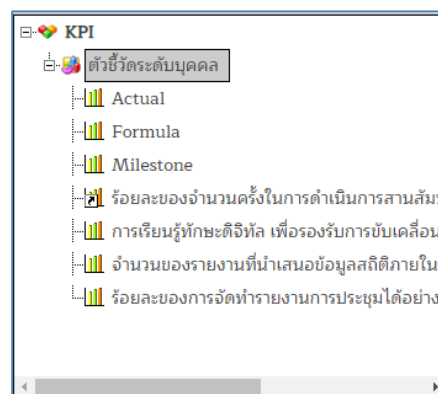 KPI
ตัวชี้วัดระดับบุคคล
Actual
Formula
Milestone
ร้อยละของจำนวนครั้งในการดำเนินการสานสัม
การเรียนรู้ทักษะดิจิทัล เพื่อรองรับการขับเคลื่อน
จำนวนของรายงานที่นำเสนอข้อมูลสถิติภายใน
ร้อยละของการจัดทำรายงานการประชุมได้อย่าง